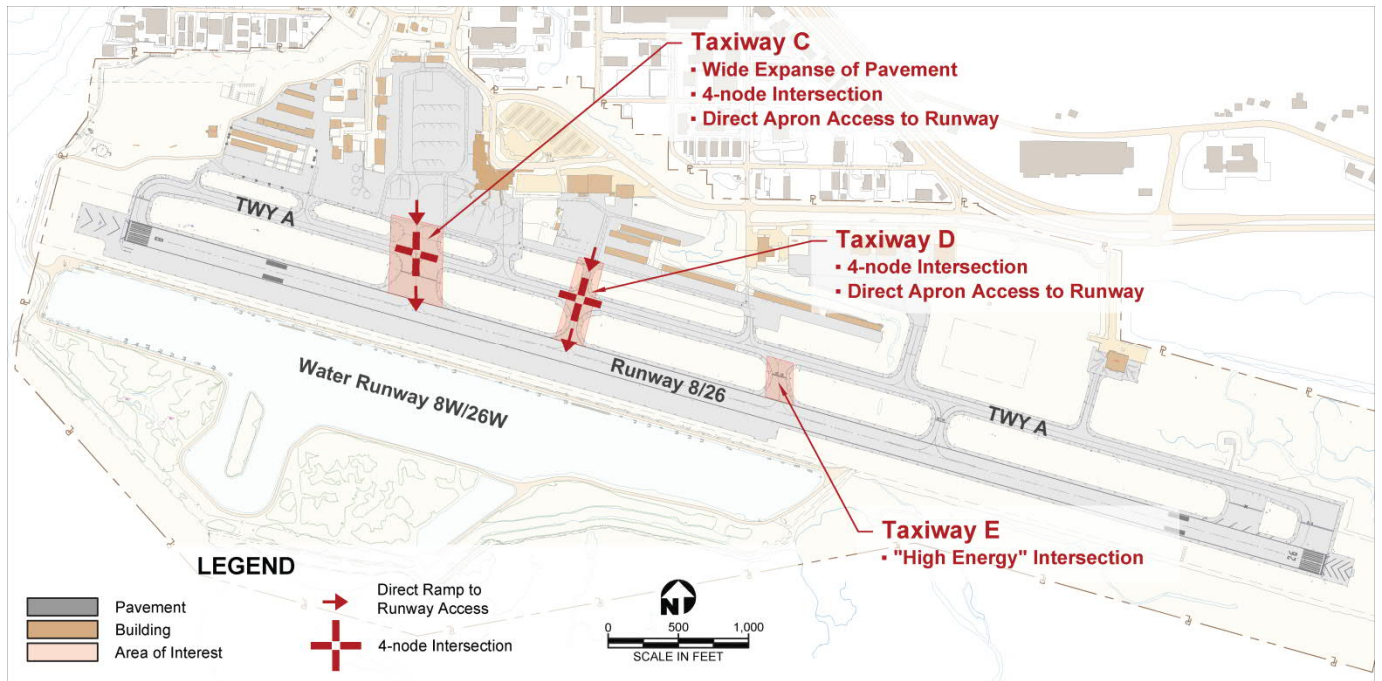 Taxiway C
▪ Wide Expanse of Pavement
▪ 4-node Intersection
▪ Direct Apron Access to Runway
TWY A
Taxiway D
▪ 4-node Intersection
▪ Direct Apron Access to Runway
Runway 8/26
Water Runway 8W/26W
TWY A
Taxiway E
▪ "High Energy" Intersection
26
LEGEND
Pavement
Building
Area of Interest
Direct Ramp to
Runway Access
4-node Intersection
N
0 500 1,000
SCALE IN FEET